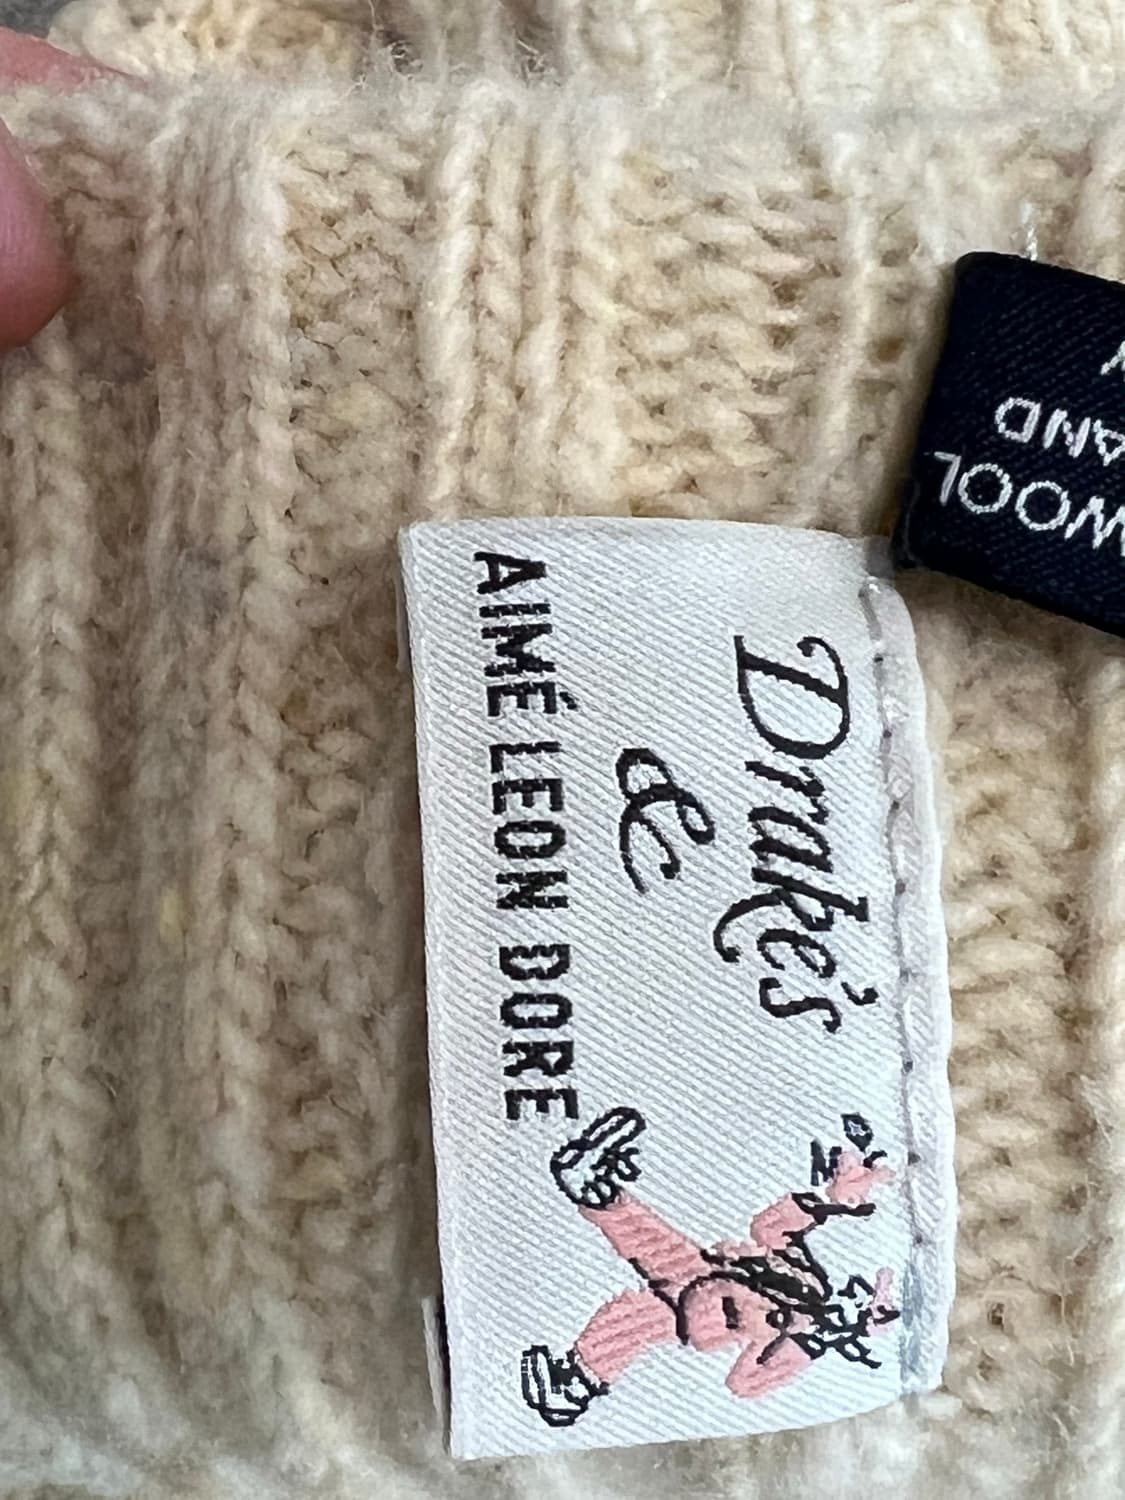 Drake's
&
AIMÉ LEON DORE
WOOL